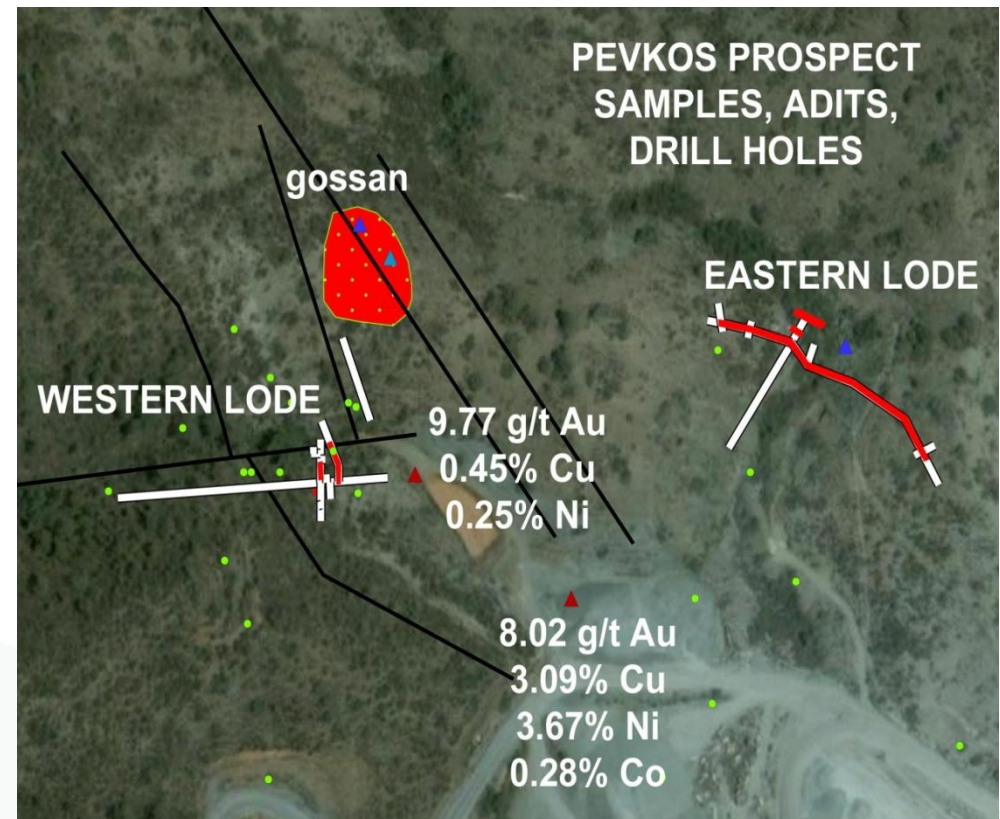 PEVKOS PROSPECT
SAMPLES, ADITS,
DRILL HOLES
gossan
EASTERN LODE
WESTERN LODE
9.77 g/t Au
0.45% Cu
0.25% Ni
8.02 g/t Au
3.09% Cu
3.67% Ni
0.28% Co